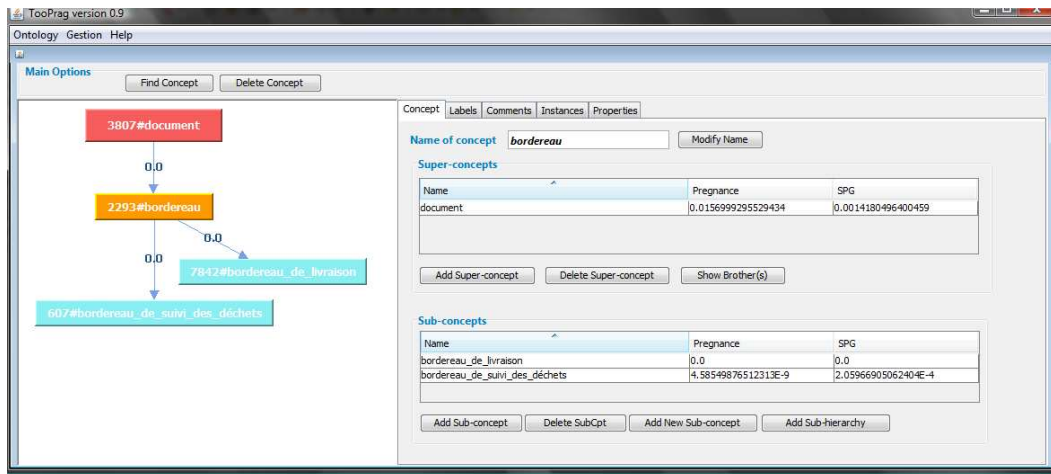 TooPrag version 0.9
Ontology Gestion Help
Main Options
Find Concept Delete Concept
3807#document
0.0
2293#bordereau
0.0
0.0
7842#bordereau_de_livraison
607#bordereau_de_suivi_des_déchets
Concept Labels Comments Instances Properties
Name of concept bordereau Modify Name
Super-concepts
Name Pregnance SPG
document 0.0156999295529434 0.0014180496400459
Add Super-concept Delete Super-concept Show Brother(s)
Sub-concepts
Name Pregnance SPG
bordereau_de_livraison 0.0 0.0
bordereau_de_suivi_des_déchets 4.58549876512313E-9 2.05966905062404E-4
Add Sub-concept Delete SubCpt Add New Sub-concept Add Sub-hierarchy